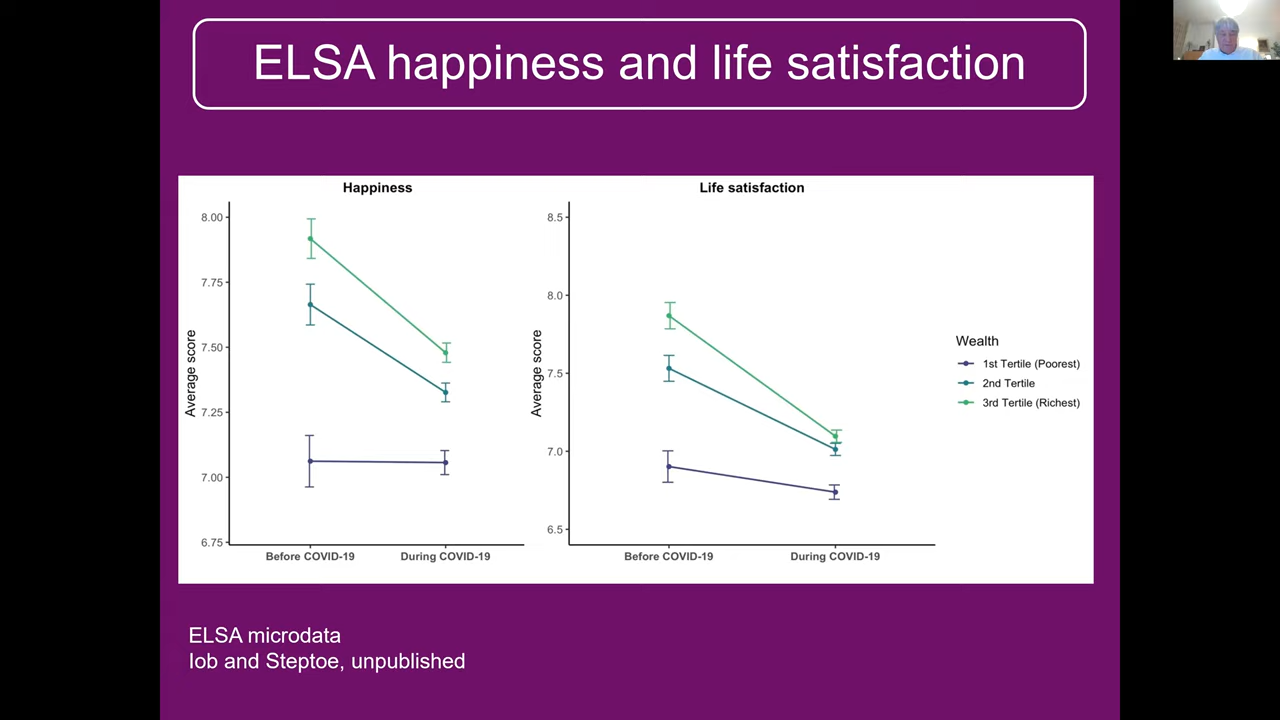 ELSA happiness and life satisfaction
Happiness
8.00
7.75
7.50
7.25
7.00
6.75
Average score
Before COVID-19
During COVID-19
Life satisfaction
8.5
8.0
7.5
7.0
6.5
Average score
Before COVID-19
During COVID-19
Wealth
1st Tertile (Poorest)
2nd Tertile
3rd Tertile (Richest)
ELSA microdata
Iob and Steptoe, unpublished